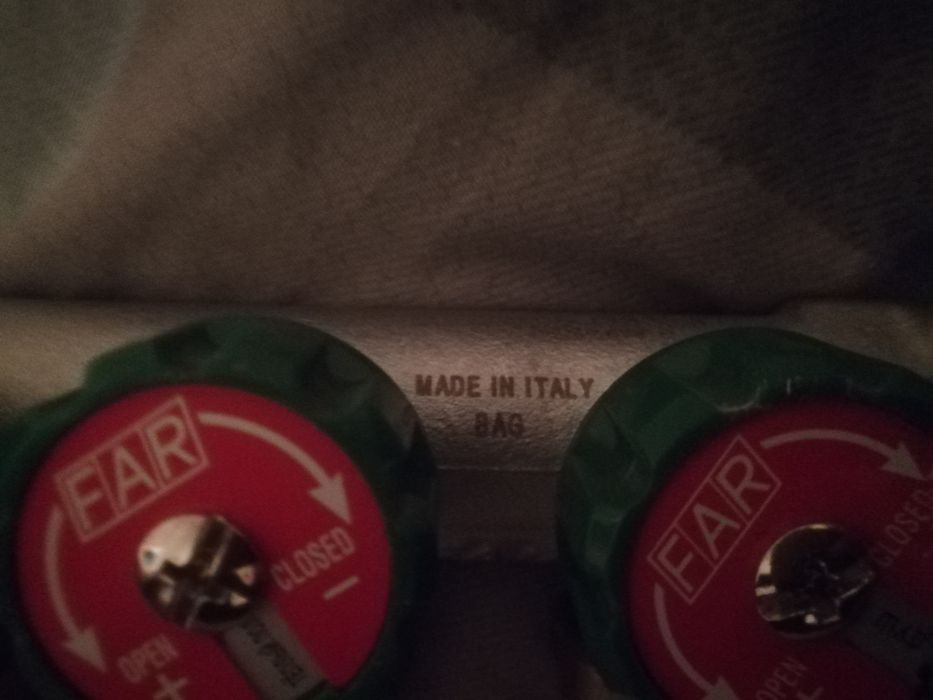 MADE IN ITALY
8AG
FAR
CLOSED
−
OPEN
+
FAR
CLOSED
OPEN